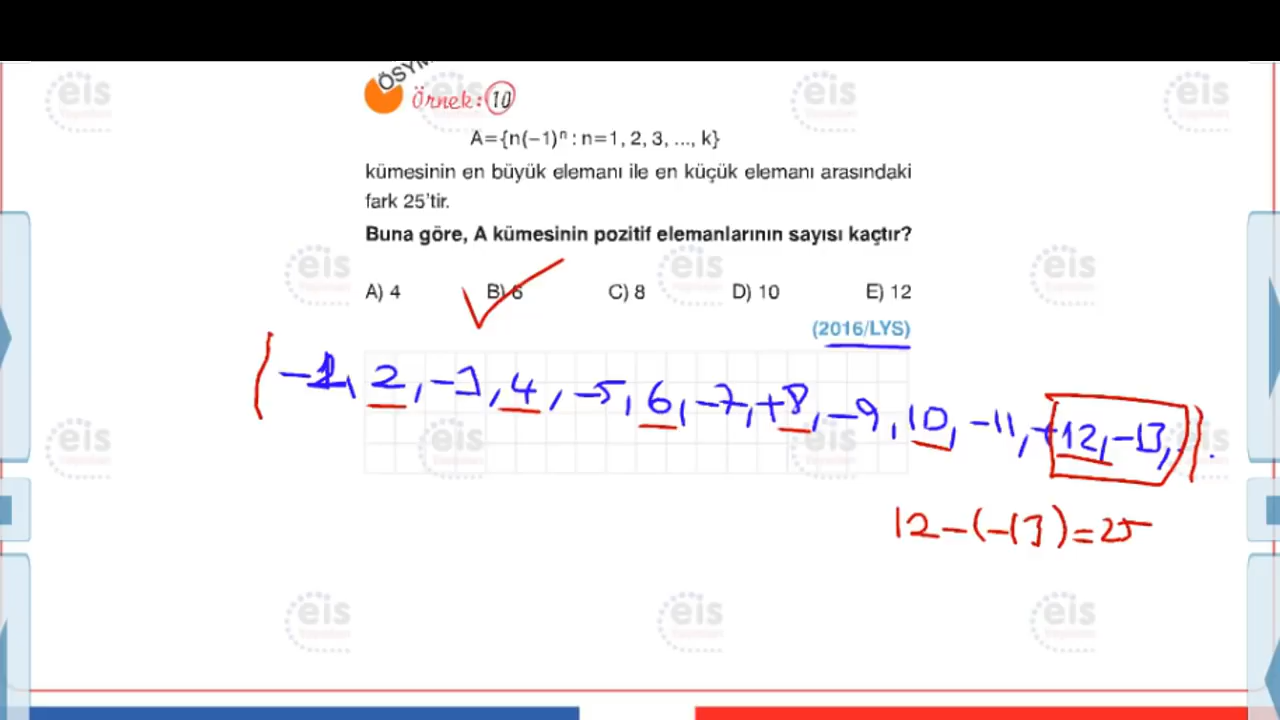 ÖSYM
Örnek: 10
A={n(−1)ⁿ : n=1, 2, 3, ..., k}
kümesinin en büyük elemanı ile en küçük elemanı arasındaki
fark 25'tir.
Buna göre, A kümesinin pozitif elemanlarının sayısı kaçtır?
A) 4 B) 6 C) 8 D) 10 E) 12
(2016/LYS)
-1, 2, -3, 4, -5, 6, -7, +8, -9, 10, -11, +12, -13,
12-(-13)=25
eis